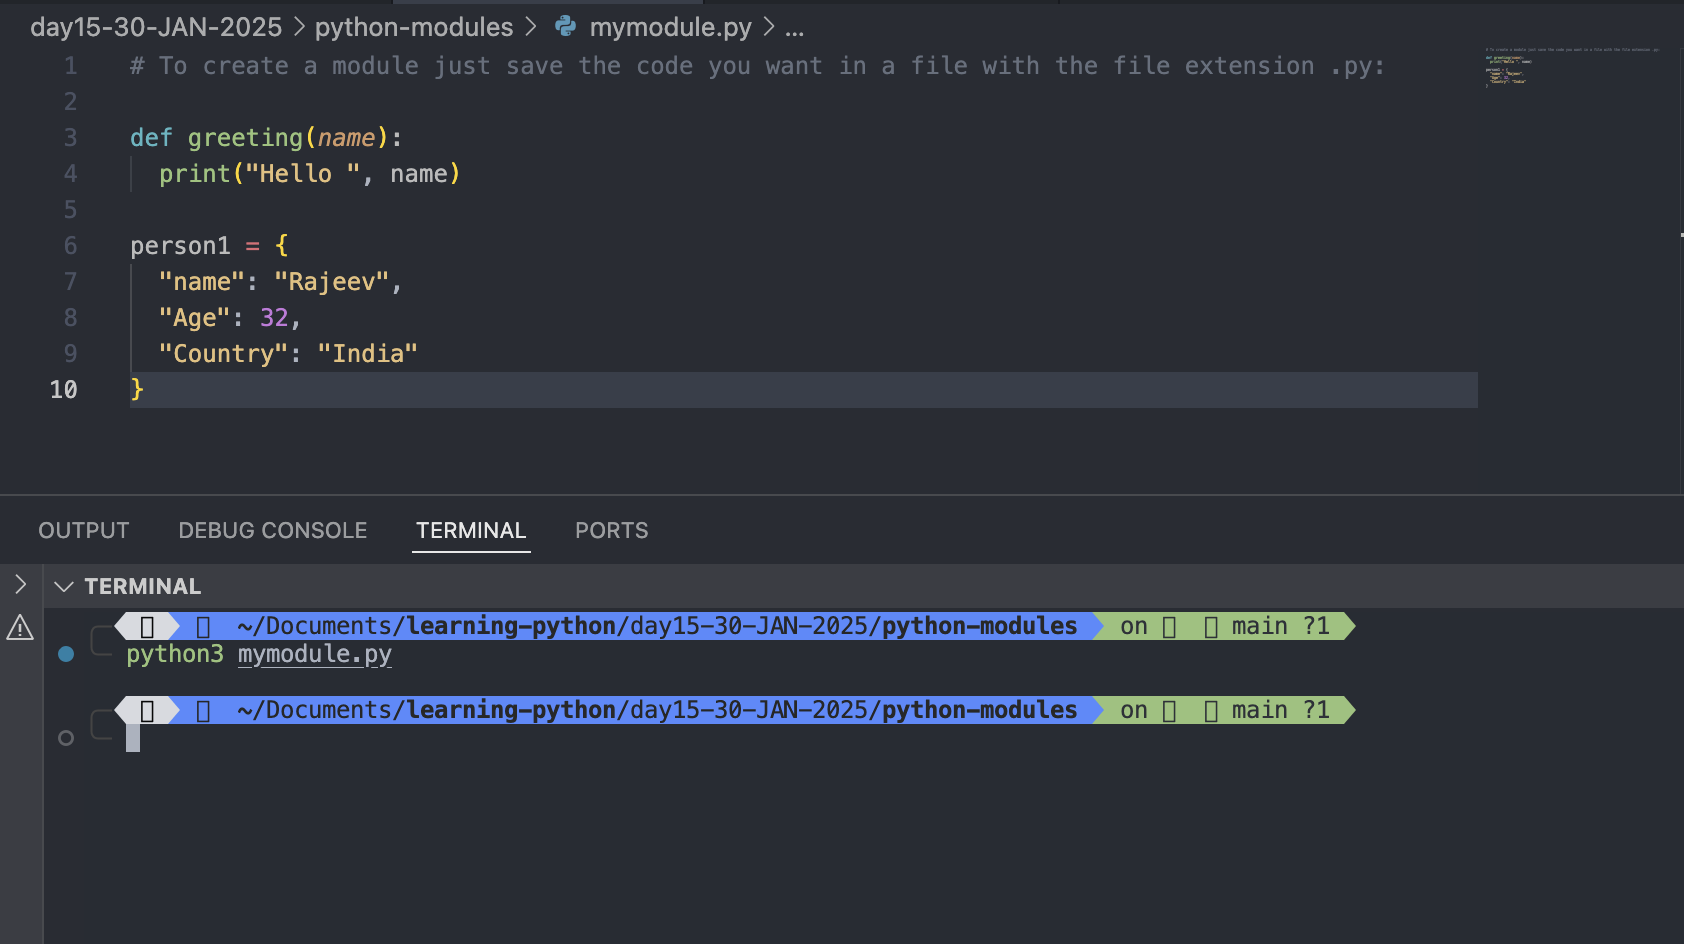 day15-30-JAN-2025 > python-modules > mymodule.py > ...
1 # To create a module just save the code you want in a file with the file extension .py:
2
3 def greeting(name):
4   print("Hello ", name)
5
6 person1 = {
7   "name": "Rajeev",
8   "Age": 32,
9   "Country": "India"
10 }
OUTPUT DEBUG CONSOLE TERMINAL PORTS
TERMINAL
~/Documents/learning-python/day15-30-JAN-2025/python-modules on main ?1
python3 mymodule.py
~/Documents/learning-python/day15-30-JAN-2025/python-modules on main ?1